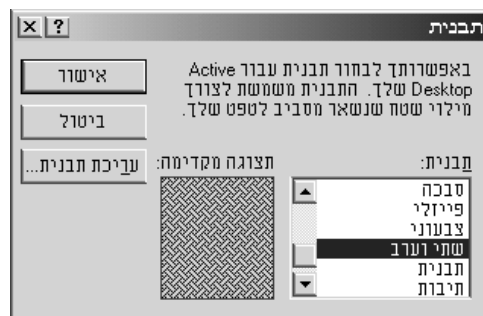 תבנית
באפשרותך לבחור תבנית עבור Active
Desktop שלך. התבנית משמשת לצורך
מילוי שטח שנשאר מסביב לטפט שלך.
אישור
ביטול
עריכת תבנית...
תבנית:
סבכה
פייזלי
צבעוני
שתי וערב
תבנית
תיבות
תצוגה מקדימה: